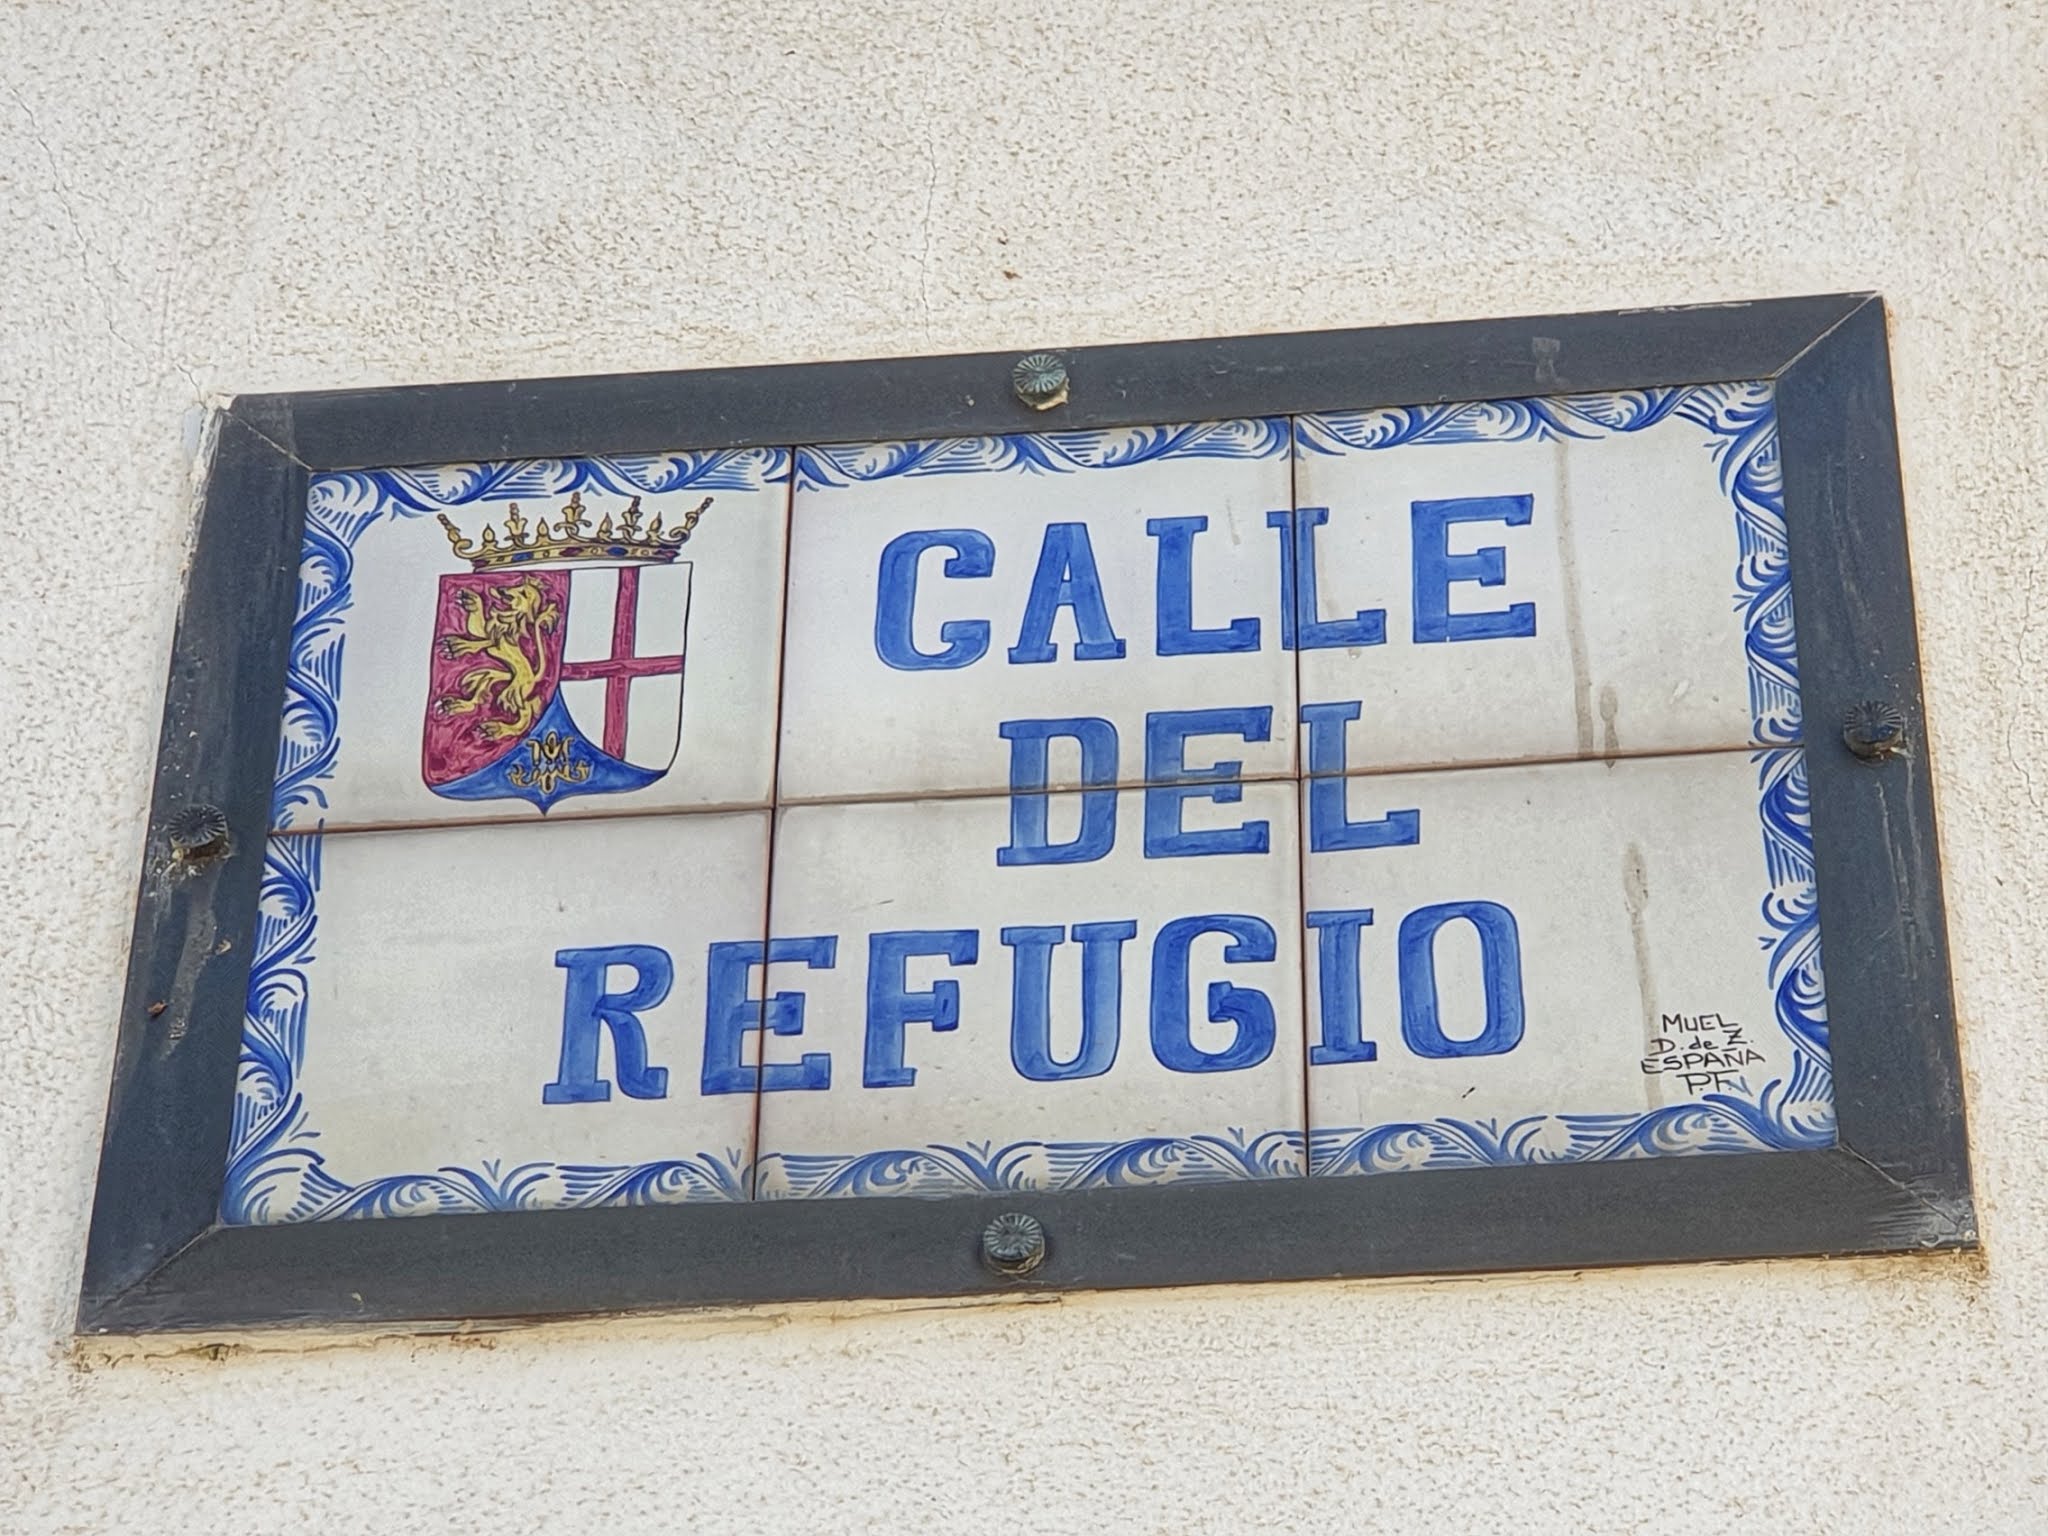 CALLE
DEL
REFUGIO
MUEL
D. de Z.
ESPAÑA
P.F.